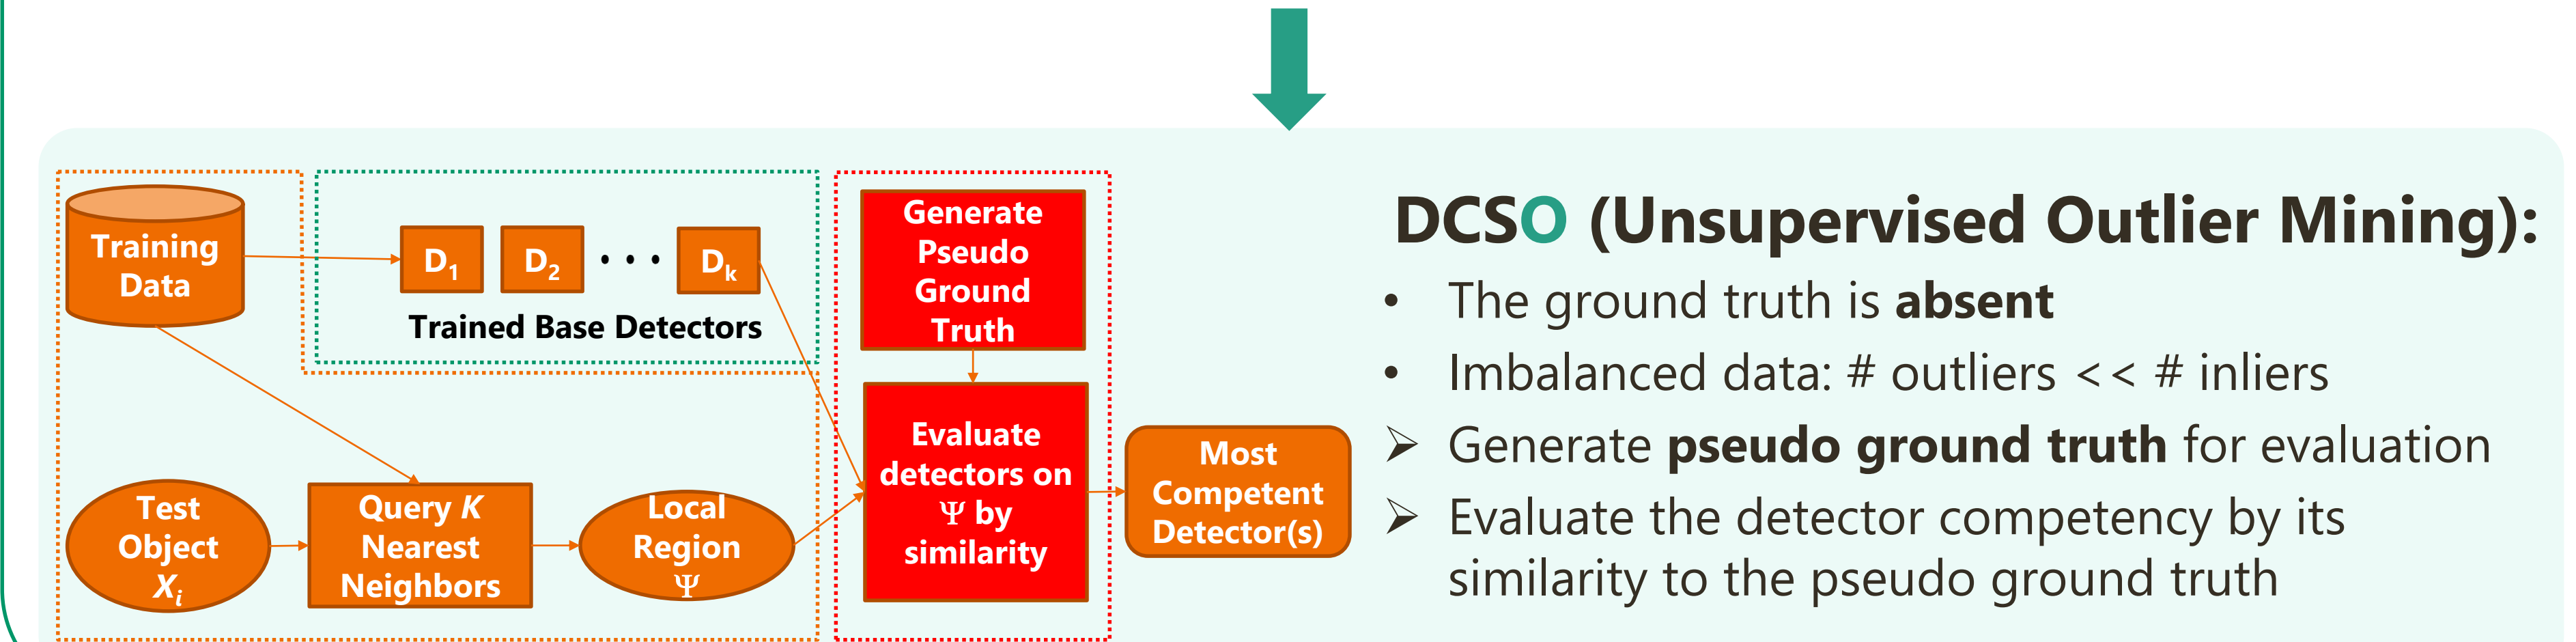 Training
Data
D1
D2
• • •
Dk
Trained Base Detectors
Generate
Pseudo
Ground
Truth
Test
Object
Xi
Query K
Nearest
Neighbors
Local
Region
Ψ
Evaluate
detectors on
Ψ by
similarity
Most
Competent
Detector(s)
DCSO (Unsupervised Outlier Mining):
• The ground truth is absent
• Imbalanced data: # outliers << # inliers
➢ Generate pseudo ground truth for evaluation
➢ Evaluate the detector competency by its
similarity to the pseudo ground truth